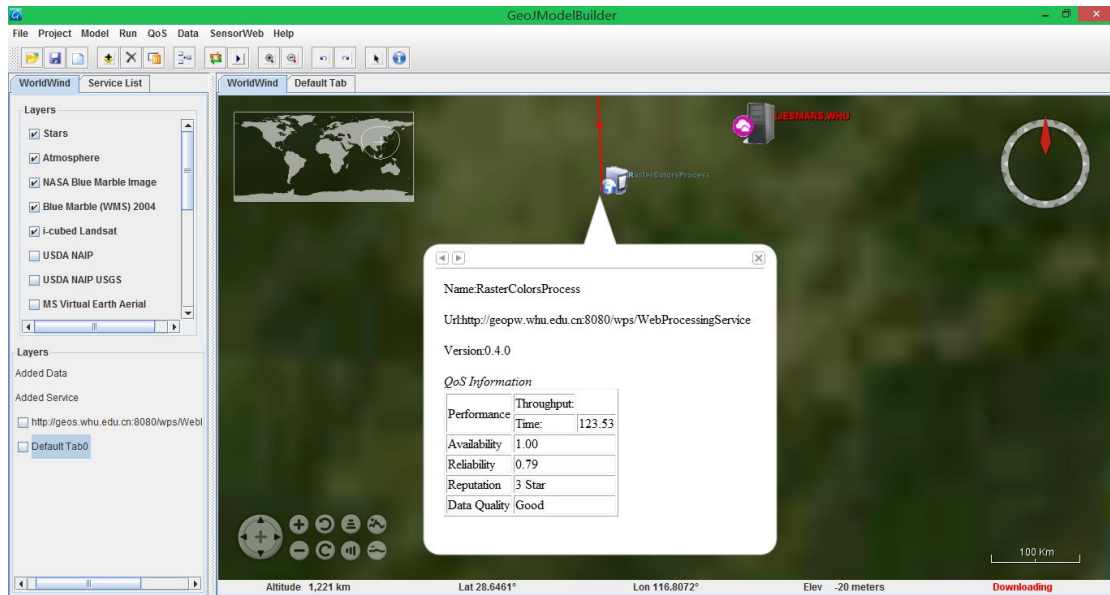 GeoJModelBuilder
File Project Model Run QoS Data SensorWeb Help
WorldWind Service List
WorldWind Default Tab
Layers
Stars
Atmosphere
NASA Blue Marble Image
Blue Marble (WMS) 2004
i-cubed Landsat
USDA NAIP
USDA NAIP USGS
MS Virtual Earth Aerial
Layers
Added Data
Added Service
http://geos.whu.edu.cn:8080/wps/Webl
Default Tab0
LIESMARS,WHU
RasterColorsProcess
Name:RasterColorsProcess
Url:http://geopw.whu.edu.cn:8080/wps/WebProcessingService
Version:0.4.0
QoS Information
Performance Throughput:
Time: 123.53
Availability 1.00
Reliability 0.79
Reputation 3 Star
Data Quality Good
100 Km
Altitude 1,221 km Lat 28.6461° Lon 116.8072° Elev -20 meters Downloading